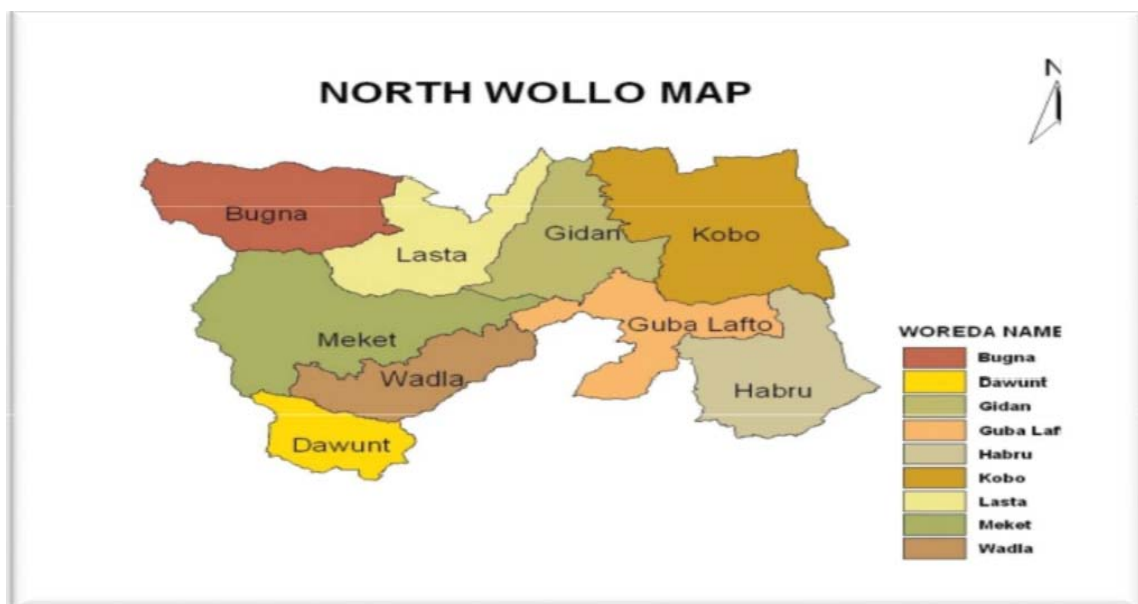 N
NORTH WOLLO MAP
Bugna
Lasta
Gidan
Kobo
Meket
Guba Lafto
Wadla
Habru
Dawunt
WOREDA NAME
Bugna
Dawunt
Gidan
Guba Laf
Habru
Kobo
Lasta
Meket
Wadla